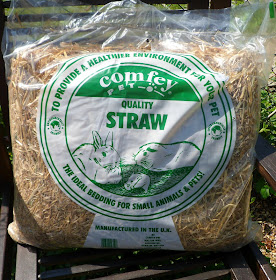 TO PROVIDE A HEALTHIER ENVIRONMENT FOR YOUR PET
comfey
QUALITY
STRAW
THE IDEAL BEDDING FOR SMALL ANIMALS & PETS!
MANUFACTURED IN THE U.K.